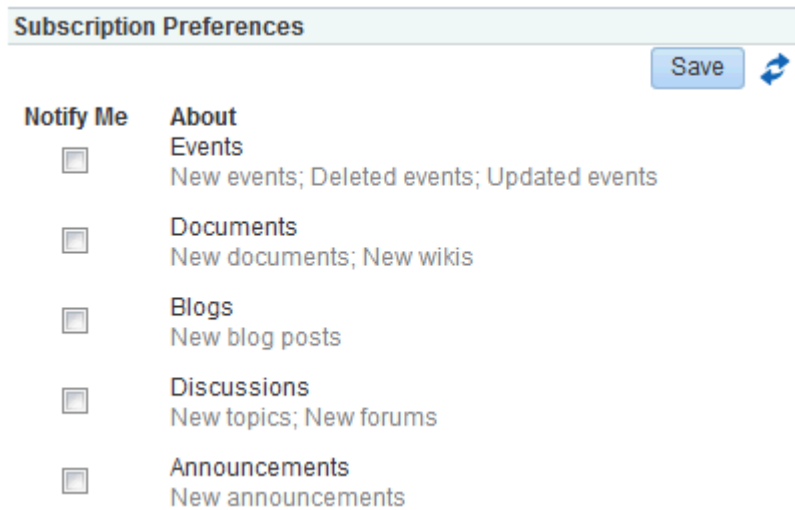 Subscription Preferences
Save
Notify Me About
Events
New events; Deleted events; Updated events
Documents
New documents; New wikis
Blogs
New blog posts
Discussions
New topics; New forums
Announcements
New announcements